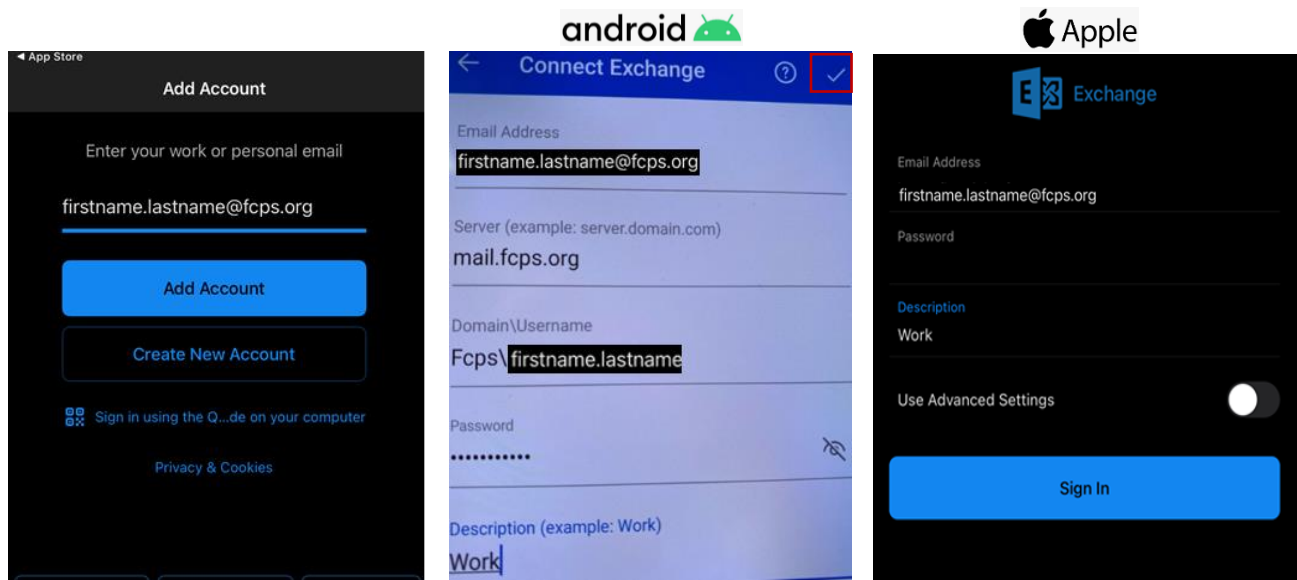 android
Apple
◀ App Store
Add Account
Enter your work or personal email
firstname.lastname@fcps.org
Add Account
Create New Account
Sign in using the Q...de on your computer
Privacy & Cookies
Connect Exchange
Email Address
firstname.lastname@fcps.org
Server (example: server.domain.com)
mail.fcps.org
Domain\Username
Fcps\firstname.lastname
Password
•••••••••••
Description (example: Work)
Work
E Exchange
Email Address
firstname.lastname@fcps.org
Password
Description
Work
Use Advanced Settings
Sign In